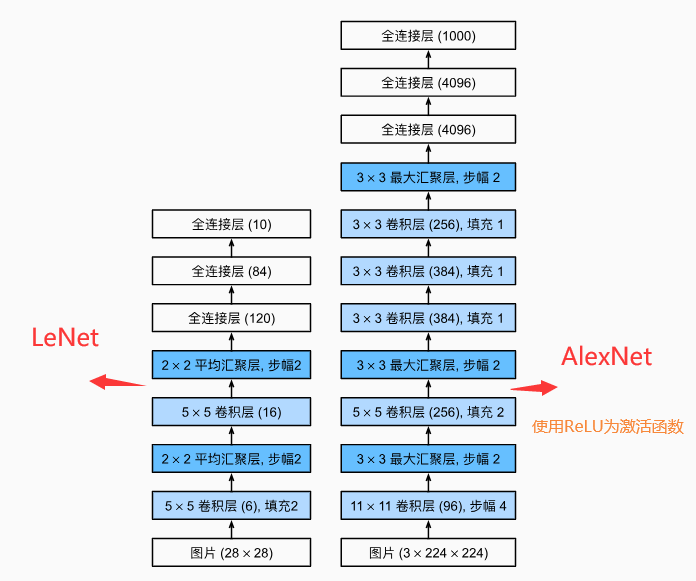 全连接层 (1000)
全连接层 (4096)
全连接层 (4096)
3 × 3 最大汇聚层, 步幅 2
3 × 3 卷积层 (256), 填充 1
3 × 3 卷积层 (384), 填充 1
3 × 3 卷积层 (384), 填充 1
3 × 3 最大汇聚层, 步幅 2
5 × 5 卷积层 (256), 填充 2
3 × 3 最大汇聚层, 步幅 2
11 × 11 卷积层 (96), 步幅 4
图片 (3 × 224 × 224)
全连接层 (10)
全连接层 (84)
全连接层 (120)
2 × 2 平均汇聚层, 步幅2
5 × 5 卷积层 (16)
2 × 2 平均汇聚层, 步幅2
5 × 5 卷积层 (6), 填充2
图片 (28 × 28)
LeNet
AlexNet
使用ReLU为激活函数